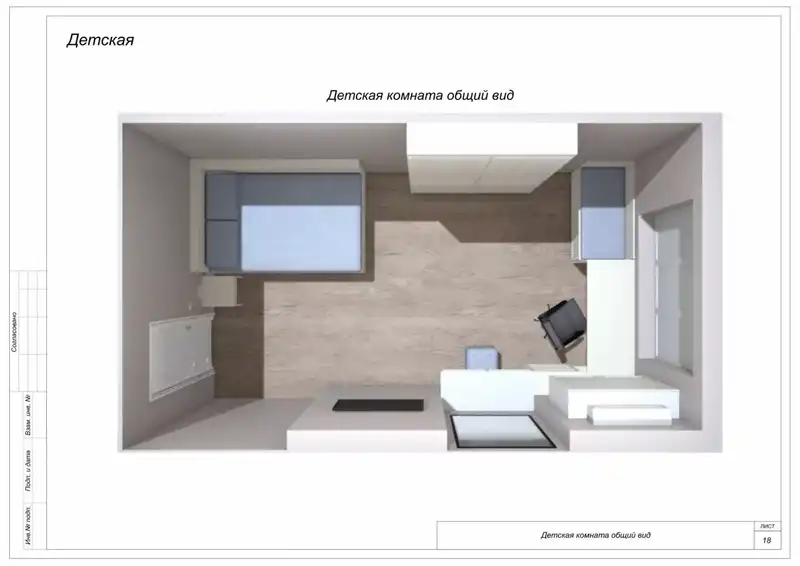 Детская
Детская комната общий вид
Согласовано
Взам. инв. №
Подп. и дата
Инв.№ подл.
Детская комната общий вид
лист
18